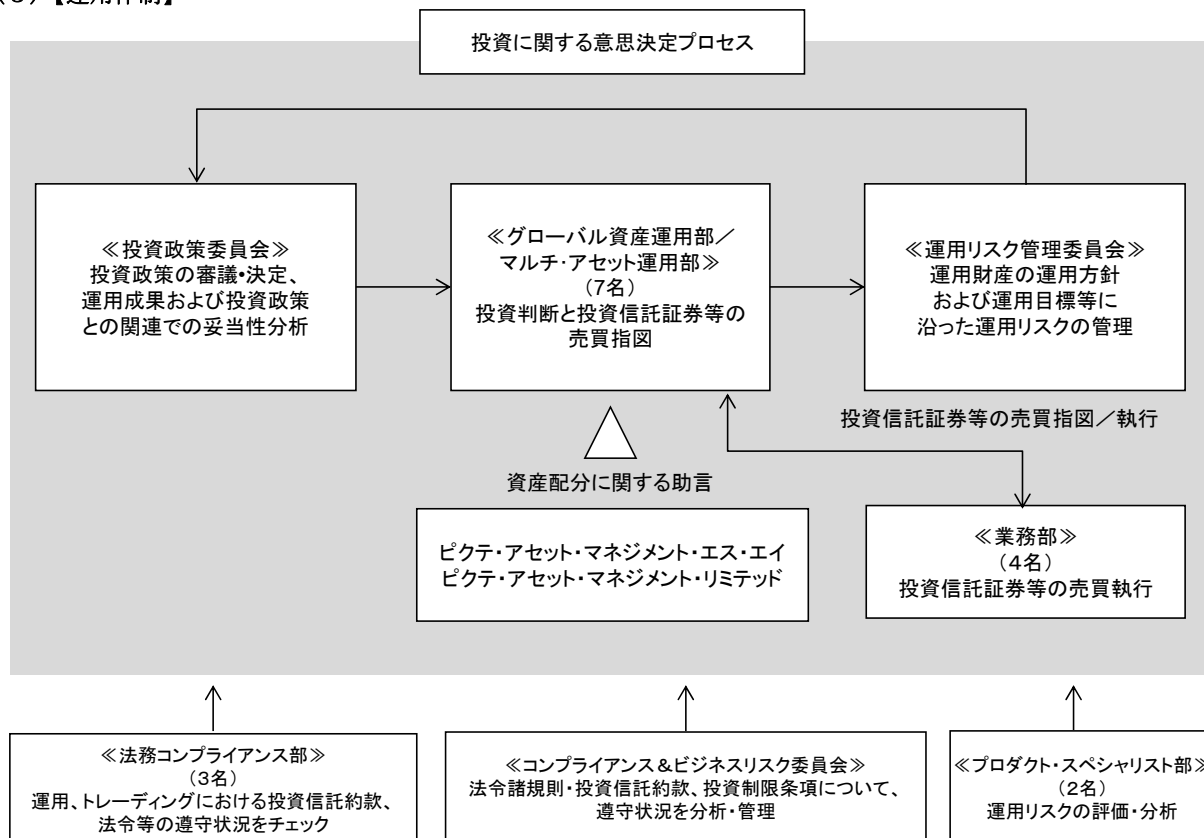 (3)【運用体制】
投資に関する意思決定プロセス
≪投資政策委員会≫
投資政策の審議・決定、
運用成果および投資政策
との関連での妥当性分析
≪グローバル資産運用部／
マルチ・アセット運用部≫
（7名）
投資判断と投資信託証券等の
売買指図
≪運用リスク管理委員会≫
運用財産の運用方針
および運用目標等に
沿った運用リスクの管理
投資信託証券等の売買指図／執行
資産配分に関する助言
ピクテ・アセット・マネジメント・エス・エイ
ピクテ・アセット・マネジメント・リミテッド
≪業務部≫
（4名）
投資信託証券等の売買執行
≪法務コンプライアンス部≫
（3名）
運用、トレーディングにおける投資信託約款、
法令等の遵守状況をチェック
≪コンプライアンス＆ビジネスリスク委員会≫
法令諸規則・投資信託約款、投資制限条項について、
遵守状況を分析・管理
≪プロダクト・スペシャリスト部≫
（2名）
運用リスクの評価・分析